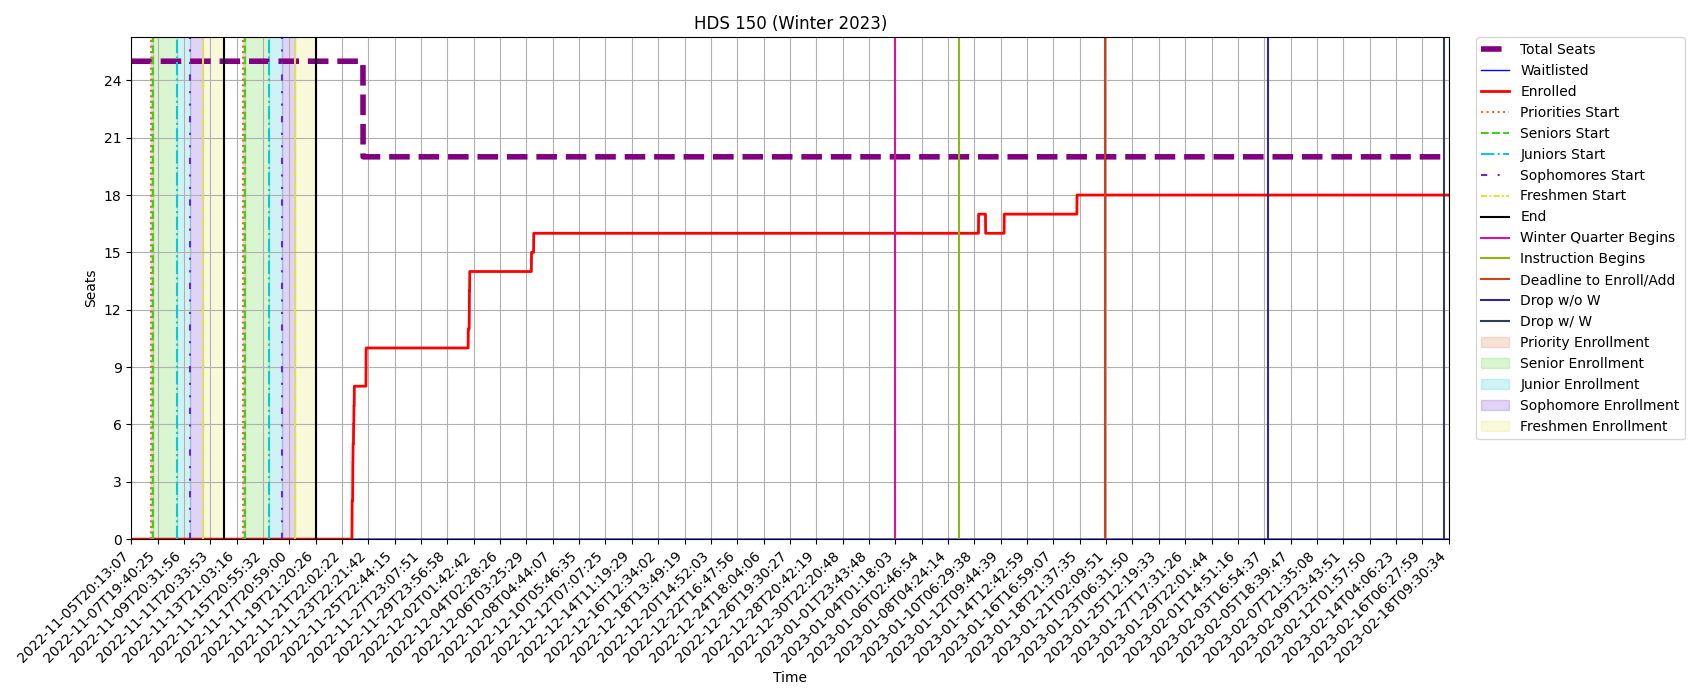 HDS 150 (Winter 2023)
Seats
24
21
18
15
12
9
6
3
0
2022-11-05T20:13:07
2022-11-07T19:40:25
2022-11-09T20:31:56
2022-11-11T20:33:53
2022-11-13T21:03:16
2022-11-15T20:55:32
2022-11-17T20:59:00
2022-11-19T21:20:26
2022-11-21T22:02:22
2022-11-23T22:21:42
2022-11-25T22:44:15
2022-11-27T23:07:51
2022-11-29T23:56:58
2022-12-02T01:42:42
2022-12-04T02:28:26
2022-12-06T03:25:29
2022-12-08T04:44:07
2022-12-10T05:46:35
2022-12-12T07:07:25
2022-12-14T11:19:29
2022-12-16T12:34:02
2022-12-18T13:49:19
2022-12-20T14:52:03
2022-12-22T16:47:56
2022-12-24T18:04:06
2022-12-26T19:30:27
2022-12-28T20:42:19
2022-12-30T22:20:48
2023-01-01T23:43:48
2023-01-04T01:18:03
2023-01-06T02:46:54
2023-01-08T04:24:14
2023-01-10T06:29:38
2023-01-12T09:44:39
2023-01-14T12:42:59
2023-01-16T16:59:07
2023-01-18T21:37:35
2023-01-21T02:09:51
2023-01-23T06:31:50
2023-01-25T12:19:33
2023-01-27T17:31:26
2023-01-29T22:01:44
2023-02-01T14:51:16
2023-02-03T16:54:37
2023-02-05T18:39:47
2023-02-07T21:35:08
2023-02-09T23:43:51
2023-02-12T01:57:50
2023-02-14T04:06:23
2023-02-16T06:27:59
2023-02-18T09:30:34
Time
Total Seats
Waitlisted
Enrolled
Priorities Start
Seniors Start
Juniors Start
Sophomores Start
Freshmen Start
End
Winter Quarter Begins
Instruction Begins
Deadline to Enroll/Add
Drop w/o W
Drop w/ W
Priority Enrollment
Senior Enrollment
Junior Enrollment
Sophomore Enrollment
Freshmen Enrollment